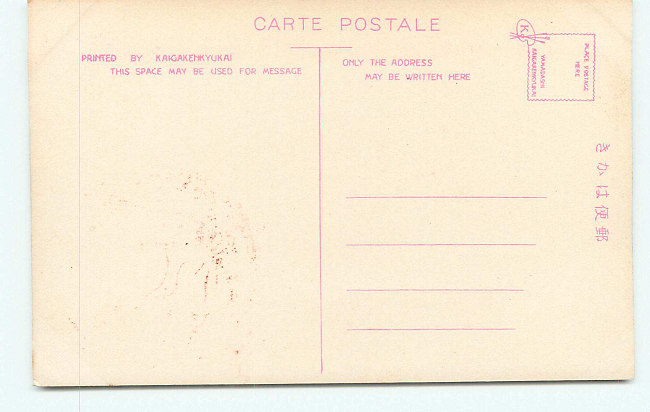 CARTE POSTALE
PRINTED BY KAIGAKENKYUKAI
THIS SPACE MAY BE USED FOR MESSAGE
ONLY THE ADDRESS
MAY BE WRITTEN HERE
K
PLACE POSTAGE
HERE
KAIGAKENKYUKAI
きかは便郵